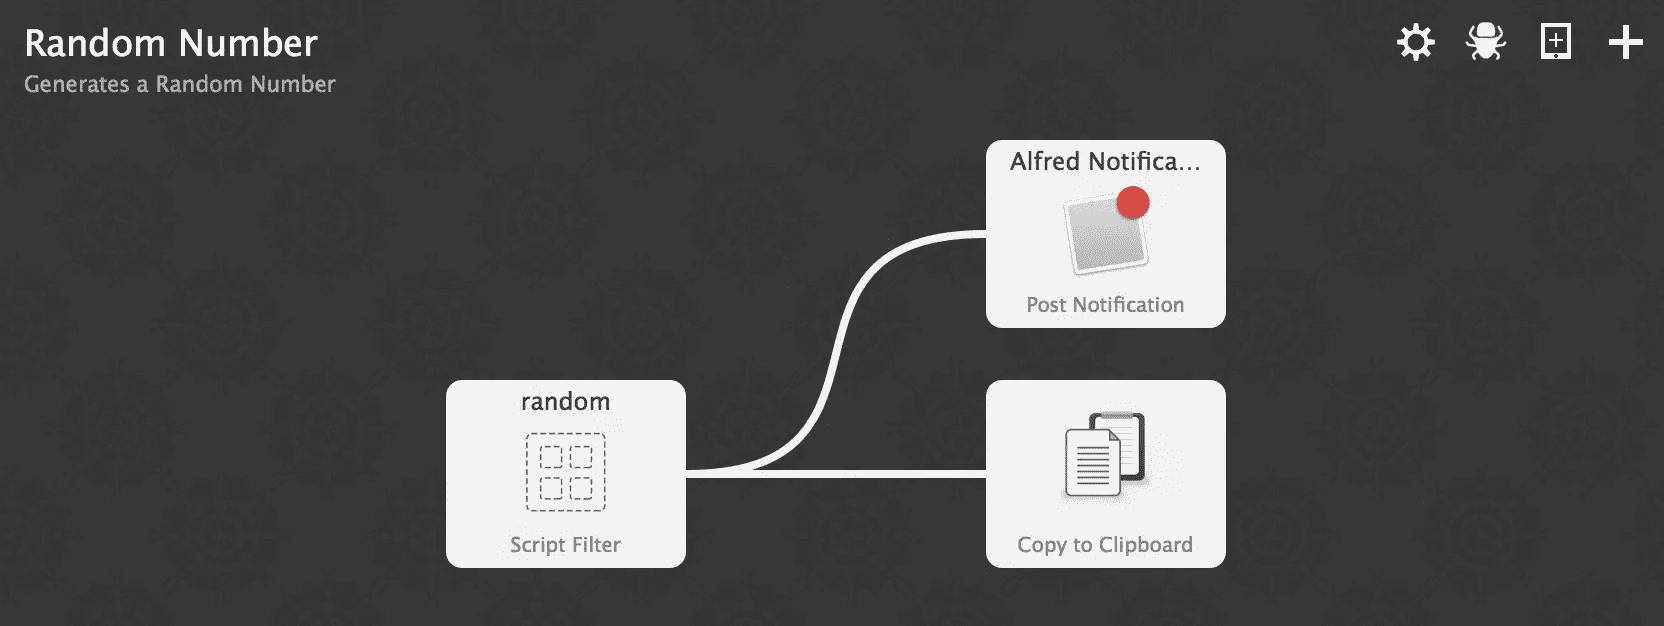 Random Number
Generates a Random Number
Alfred Notifica...
Post Notification
random
Script Filter
Copy to Clipboard